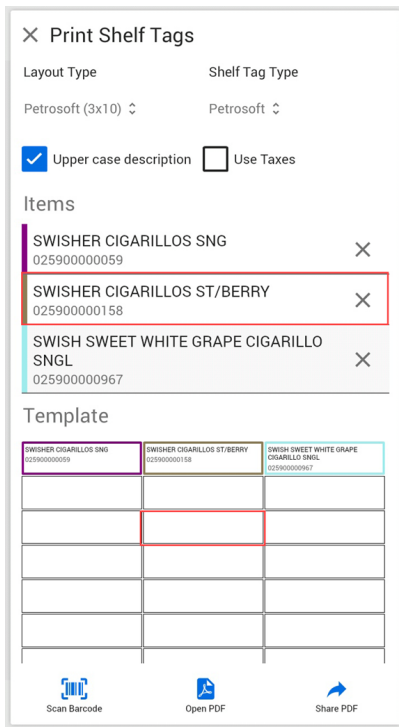 Print Shelf Tags
Layout Type
Shelf Tag Type
Petrosoft (3x10)
Petrosoft
Upper case description
Use Taxes
Items
SWISHER CIGARILLOS SNG
025900000059
SWISHER CIGARILLOS ST/BERRY
025900000158
SWISH SWEET WHITE GRAPE CIGARILLO
SNGL
025900000967
Template
SWISHER CIGARILLOS SNG
025900000059
SWISHER CIGARILLOS ST/BERRY
025900000158
SWISH SWEET WHITE GRAPE
CIGARILLO SNGL
025900000967
Scan Barcode
Open PDF
Share PDF